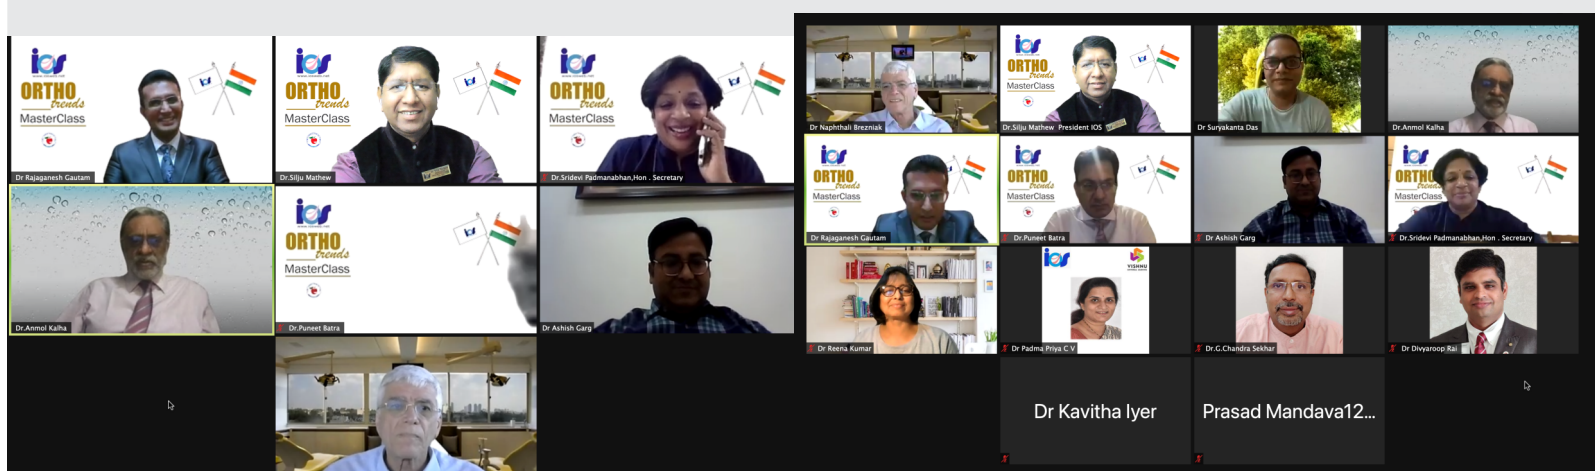 ios
ORTHO
trends
MasterClass
Dr Rajaganesh Gautam
ios
ORTHO
trends
MasterClass
Dr.Silju Mathew
ios
ORTHO
trends
MasterClass
Dr.Sridevi Padmanabhan,Hon . Secretary
Dr.Anmol Kalha
ios
ORTHO
trends
MasterClass
Dr.Puneet Batra
Dr Ashish Garg
Dr Naphthali Brezniak
ios
ORTHO
trends
MasterClass
Dr.Silju Mathew President IOS
Dr Suryakanta Das
Dr.Anmol Kalha
ios
ORTHO
trends
MasterClass
Dr Rajaganesh Gautam
ios
ORTHO
trends
MasterClass
Dr.Puneet Batra
Dr Ashish Garg
ios
ORTHO
MasterClass
Dr.Sridevi Padmanabhan,Hon . Secretary
Dr Reena Kumar
ios
VISHNU
Dr Padma Priya C V
Dr.G.Chandra Sekhar
Dr Divyaroop Rai
Dr Kavitha Iyer
Prasad Mandava12...